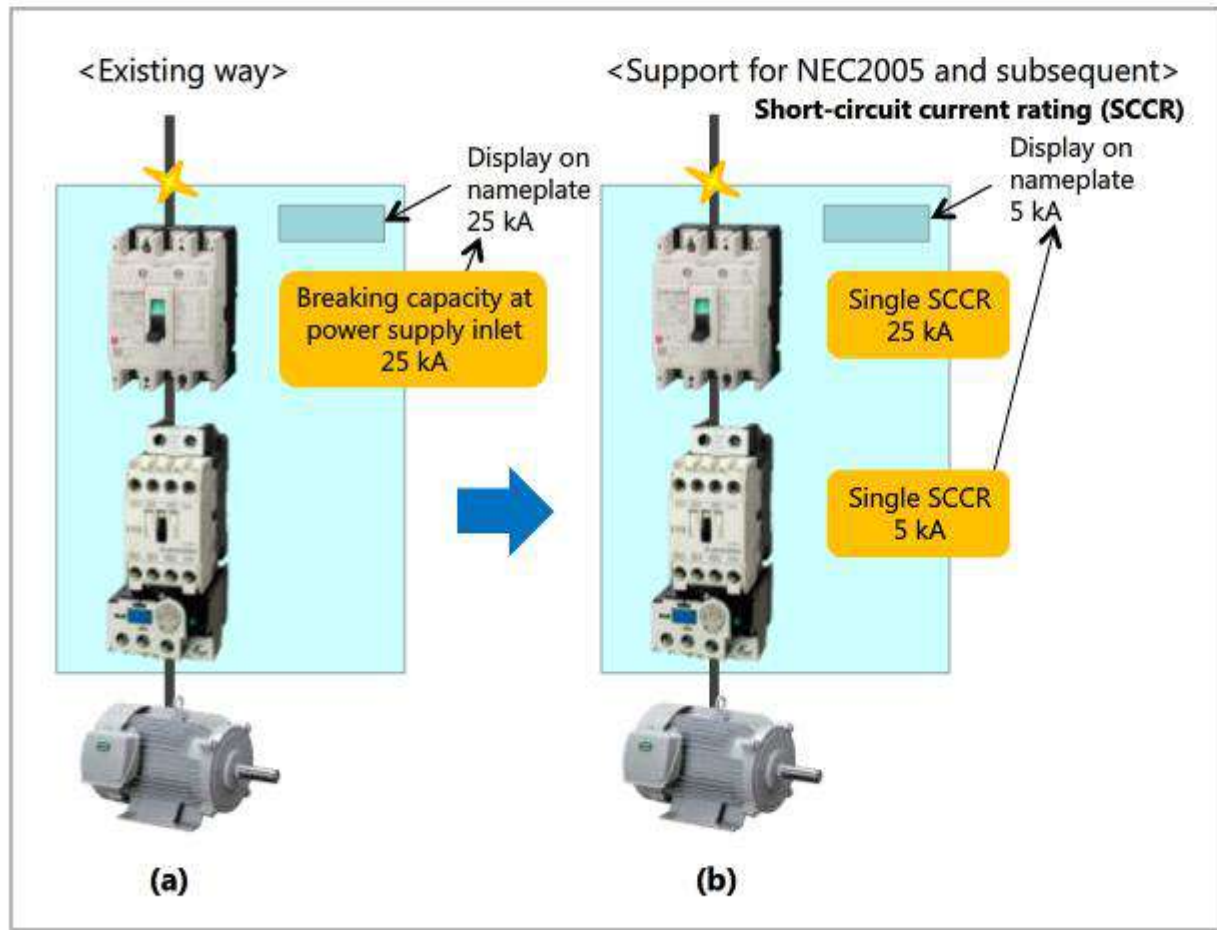 <Existing way>
Display on
nameplate
25 kA
Breaking capacity at
power supply inlet
25 kA
(a)
<Support for NEC2005 and subsequent>
Short-circuit current rating (SCCR)
Display on
nameplate
5 kA
Single SCCR
25 kA
Single SCCR
5 kA
(b)